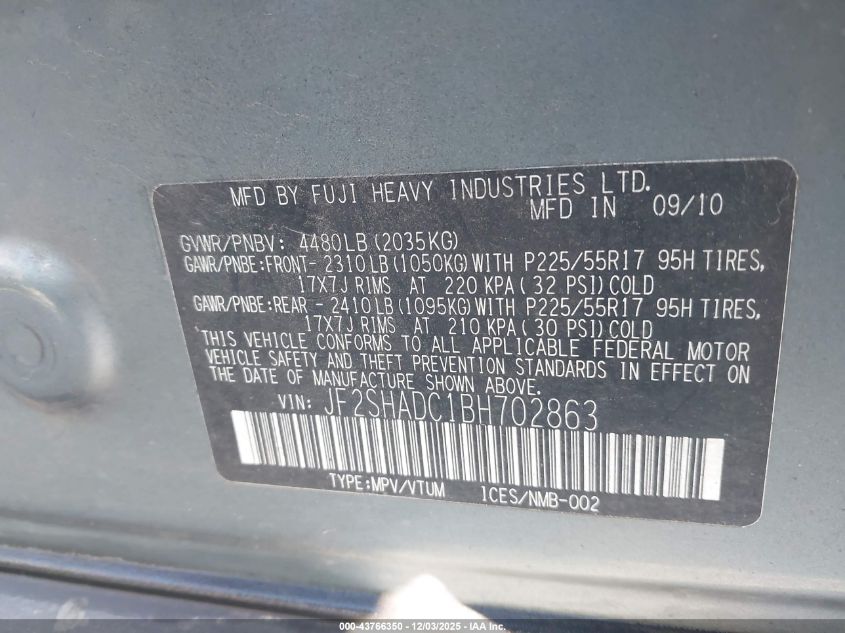 MFD BY FUJI HEAVY INDUSTRIES LTD.
MFD IN 09/10
GVWR/PNBV: 4480LB (2035KG)
GAWR/PNBE:FRONT- 2310LB (1050KG) WITH P225/55R17 95H TIRES,
17X7J RIMS AT 220 KPA (32 PSI) COLD
GAWR/PNBE:REAR - 2410LB (1095KG) WITH P225/55R17 95H TIRES,
17X7J RIMS AT 210 KPA (30 PSI) COLD
THIS VEHICLE CONFORMS TO ALL APPLICABLE FEDERAL MOTOR
VEHICLE SAFETY AND THEFT PREVENTION STANDARDS IN EFFECT ON
THE DATE OF MANUFACTURE SHOWN ABOVE.
VIN: JF2SHADC1BH702863
TYPE:MPV/VTUM ICES/NMB-002
000-43766350 - 12/03/2025 - IAA Inc.